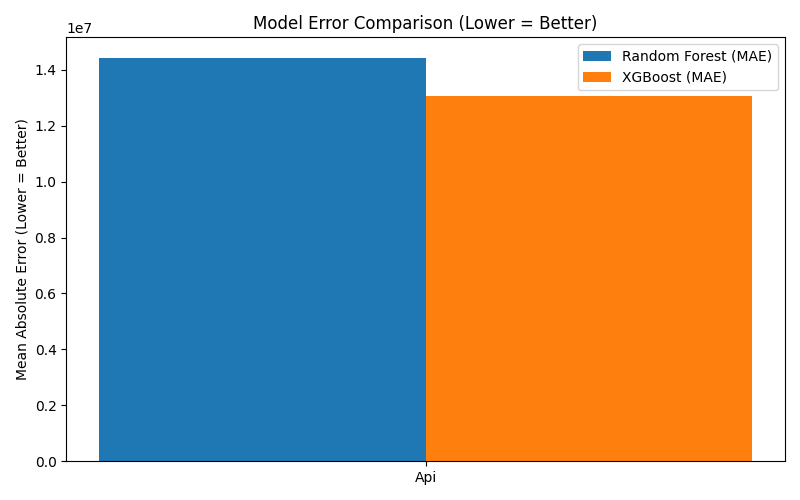 Model Error Comparison (Lower = Better)
1e7
Random Forest (MAE)
XGBoost (MAE)
Mean Absolute Error (Lower = Better)
1.4
1.2
1.0
0.8
0.6
0.4
0.2
0.0
Api